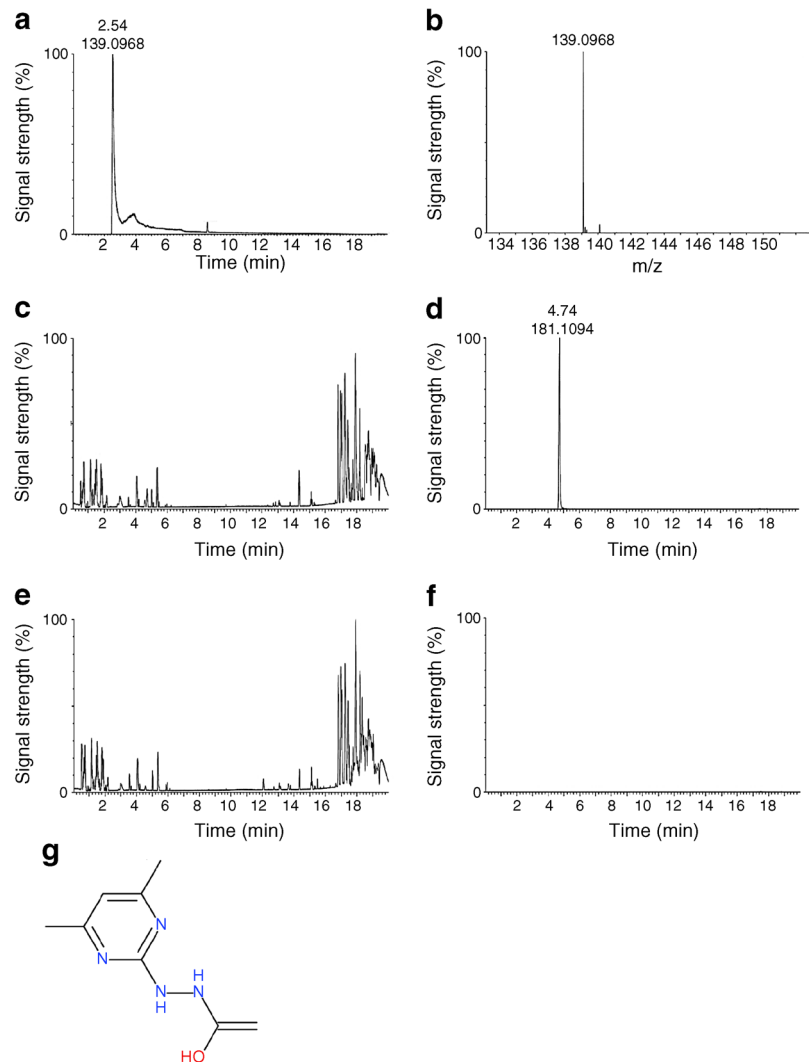 a
2.54
139.0968
100
Signal strength (%)
0
2 4 6 8 10 12 14 16 18
Time (min)
b
139.0968
100
Signal strength (%)
0
134 136 138 140 142 144 146 148 150
m/z
c
100
Signal strength (%)
0
2 4 6 8 10 12 14 16 18
Time (min)
d
4.74
181.1094
100
Signal strength (%)
0
2 4 6 8 10 12 14 16 18
Time (min)
e
100
Signal strength (%)
0
2 4 6 8 10 12 14 16 18
Time (min)
f
100
Signal strength (%)
0
2 4 6 8 10 12 14 16 18
Time (min)
g
N
N
H
N N
H
HO